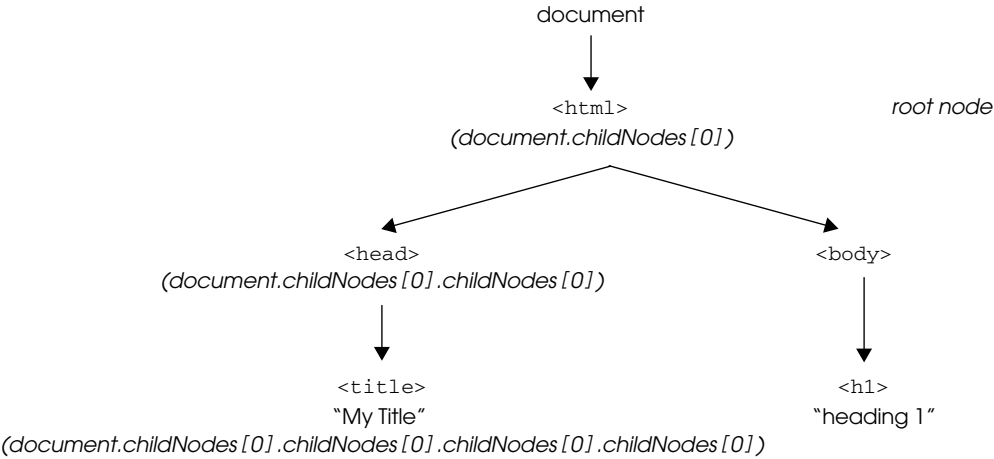 document
<html> root node
(document.childNodes[0])
<head> <body>
(document.childNodes[0].childNodes[0])
<title> <h1>
“My Title” “heading 1”
(document.childNodes[0].childNodes[0].childNodes[0].childNodes[0])